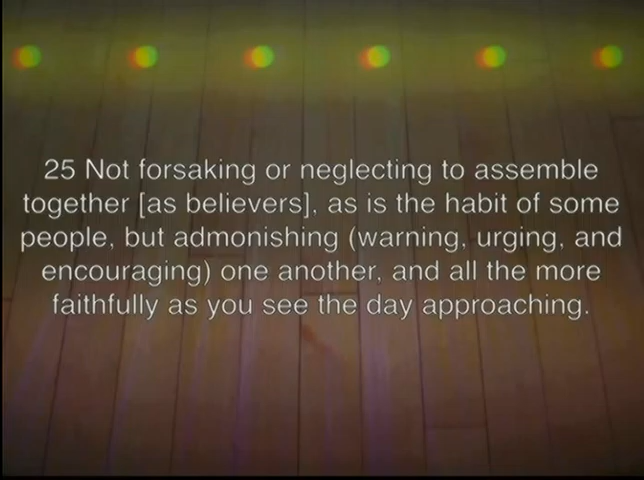 25 Not forsaking or neglecting to assemble
together [as believers], as is the habit of some
people, but admonishing (warning, urging, and
encouraging) one another, and all the more
faithfully as you see the day approaching.